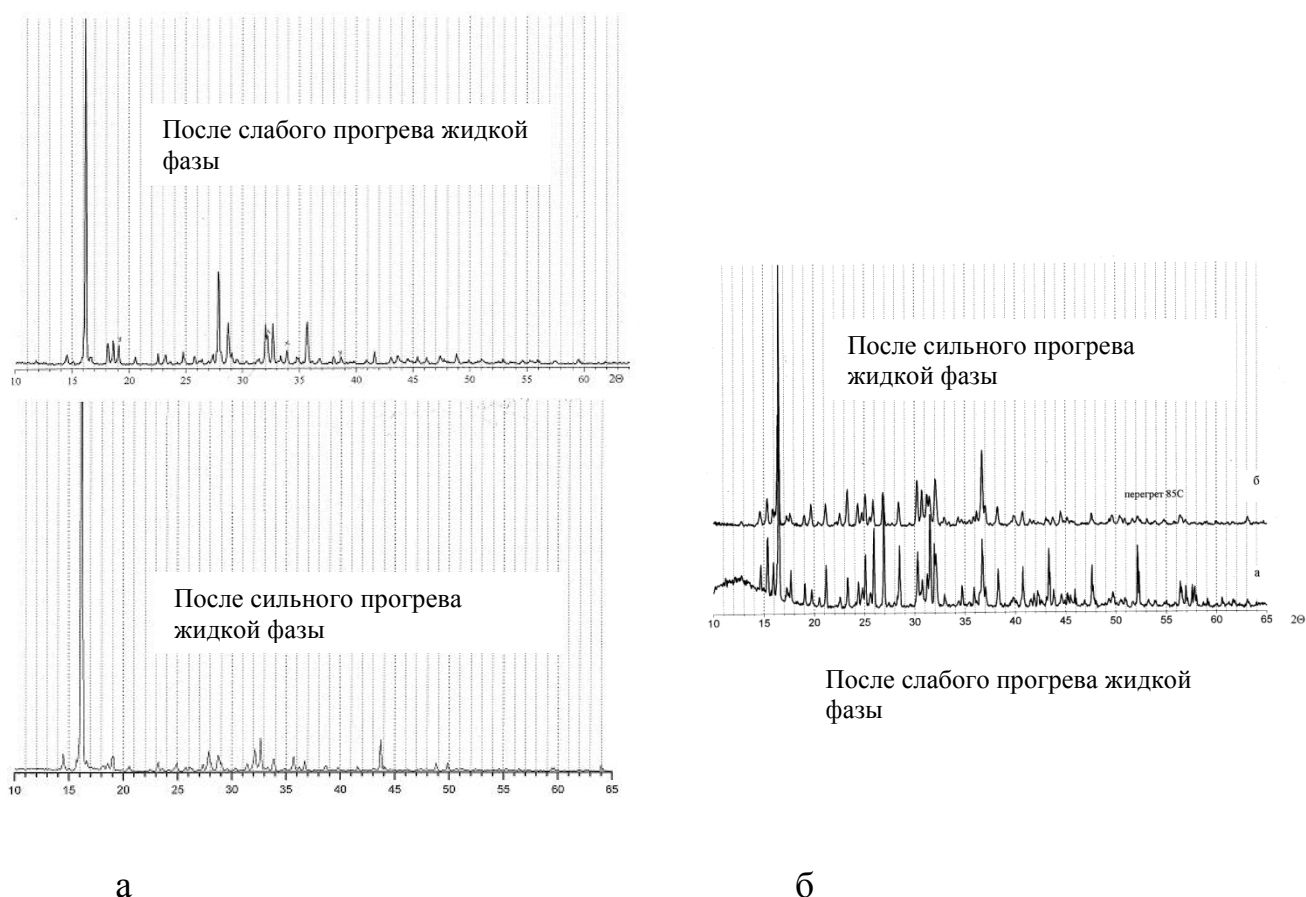 После слабого прогрева жидкой
фазы
10 15 20 25 30 35 40 45 50 55 60 2Θ
После сильного прогрева
жидкой фазы
10 15 20 25 30 35 40 45 50 55 60 65
После сильного прогрева
жидкой фазы
б
перегрет 85С
а
10 15 20 25 30 35 40 45 50 55 60 65 2Θ
После слабого прогрева жидкой
фазы
а б